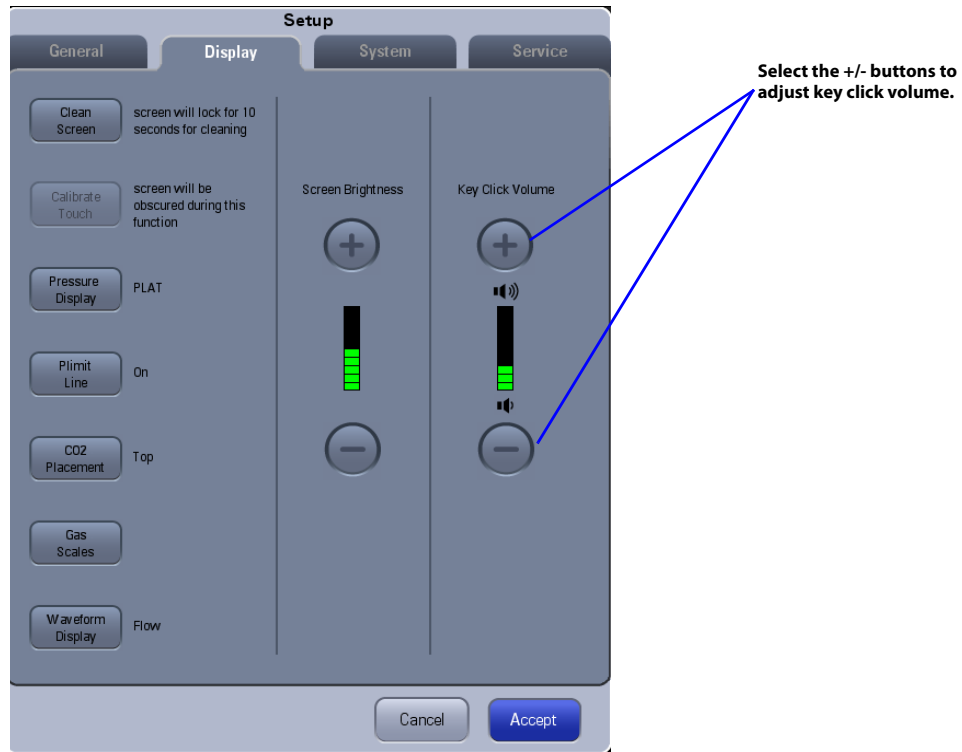 Setup
General
Display
System
Service
Select the +/- buttons to
adjust key click volume.
Clean
Screen
screen will lock for 10
seconds for cleaning
Calibrate
Touch
screen will be
obscured during this
function
Pressure
Display
PLAT
Plimit
Line
On
CO2
Placement
Top
Gas
Scales
Waveform
Display
Flow
Screen Brightness
+
−
Key Click Volume
+
−
Cancel
Accept